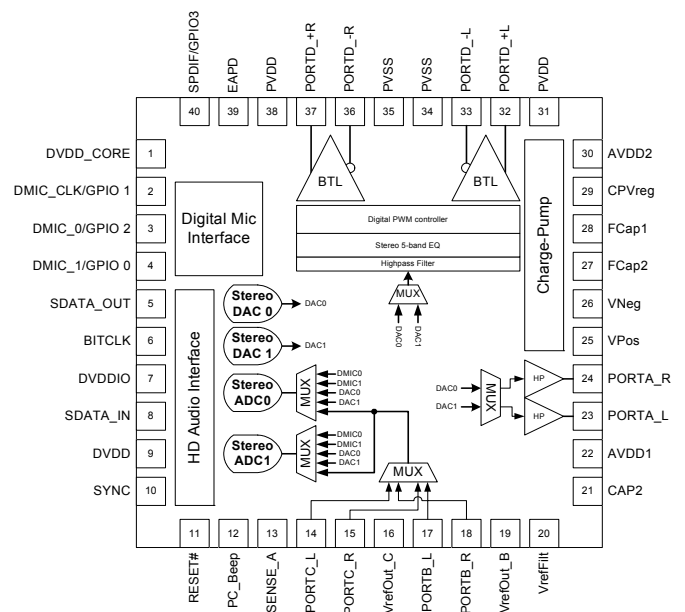 SPDIF/GPIO3
EAPD
PVDD
PORTD_+R
PORTD_-R
PVSS
PVSS
PORTD_-L
PORTD_+L
PVDD
40
39
38
37
36
35
34
33
32
31
DVDD_CORE 1
DMIC_CLK/GPIO 1 2
DMIC_0/GPIO 2 3
DMIC_1/GPIO 0 4
SDATA_OUT 5
BITCLK 6
DVDDIO 7
SDATA_IN 8
DVDD 9
SYNC 10
30 AVDD2
29 CPVreg
28 FCap1
27 FCap2
26 VNeg
25 VPos
24 PORTA_R
23 PORTA_L
22 AVDD1
21 CAP2
BTL
BTL
Digital Mic
Interface
Digital PWM controller
Stereo 5-band EQ
Highpass Filter
MUX
DAC0
DAC1
Charge-Pump
HD Audio Interface
Stereo
DAC 0
DAC0
Stereo
DAC 1
DAC1
Stereo
ADC0
MUX
DMIC0
DMIC1
DAC0
DAC1
Stereo
ADC1
MUX
DMIC0
DMIC1
DAC0
DAC1
MUX
DAC0
DAC1
MUX
HP
HP
11
12
13
14
15
16
17
18
19
20
RESET#
PC_Beep
SENSE_A
PORTC_L
PORTC_R
VrefOut_C
PORTB_L
PORTB_R
VrefOut_B
VrefFilt